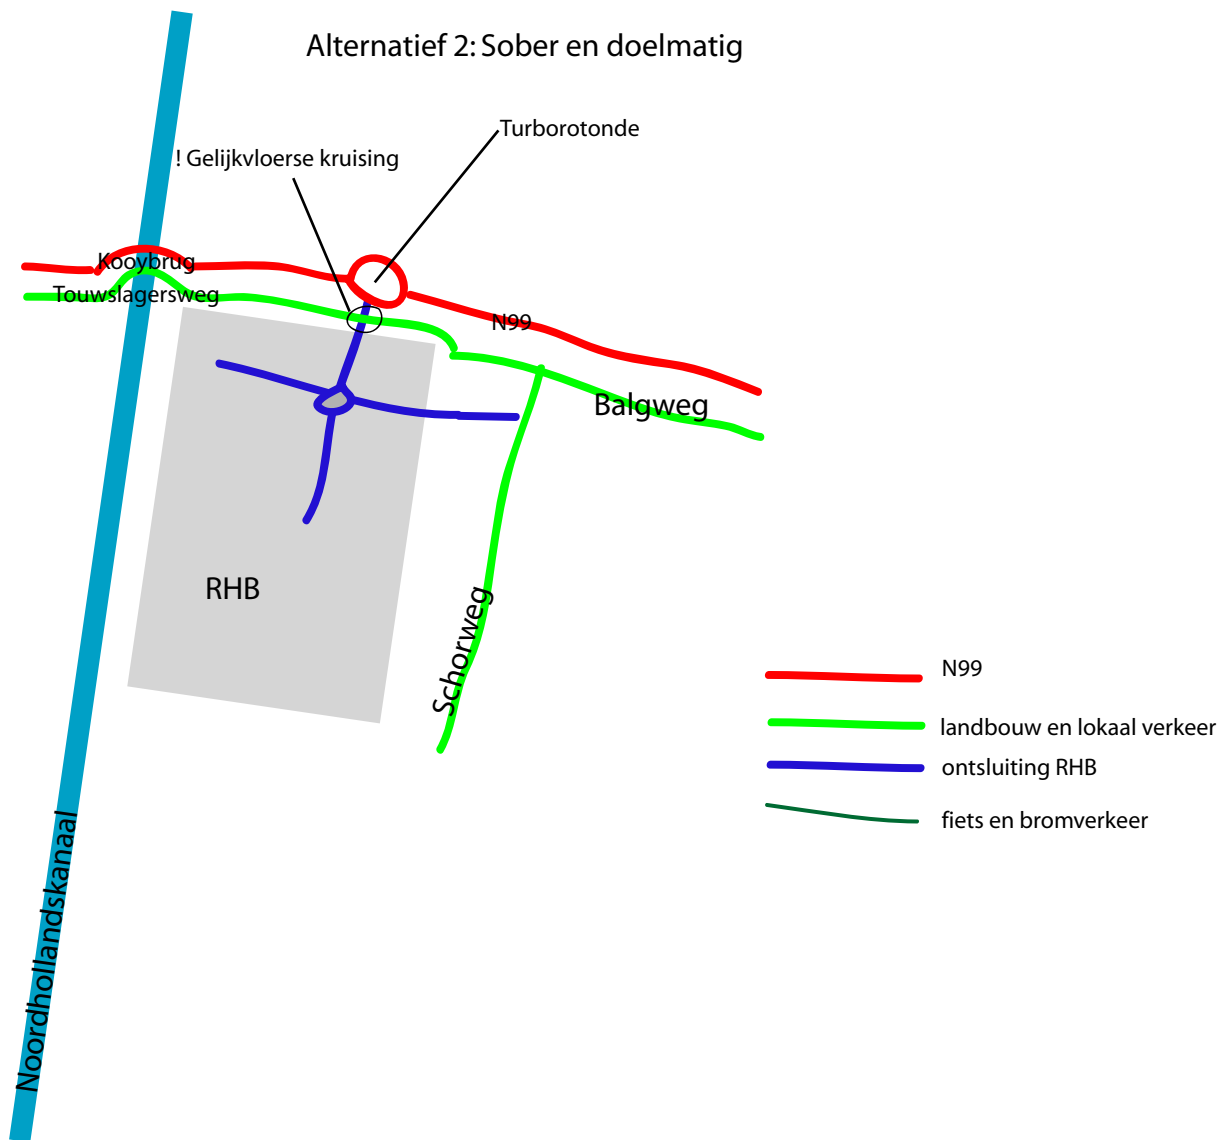 Alternatief 2: Sober en doelmatig
Turborotonde
! Gelijkvloerse kruising
Kooybrug
Touwslagersweg
N99
Balgweg
RHB
Schorweg
Noordhollandskanaal
N99
landbouw en lokaal verkeer
ontsluiting RHB
fiets en bromverkeer